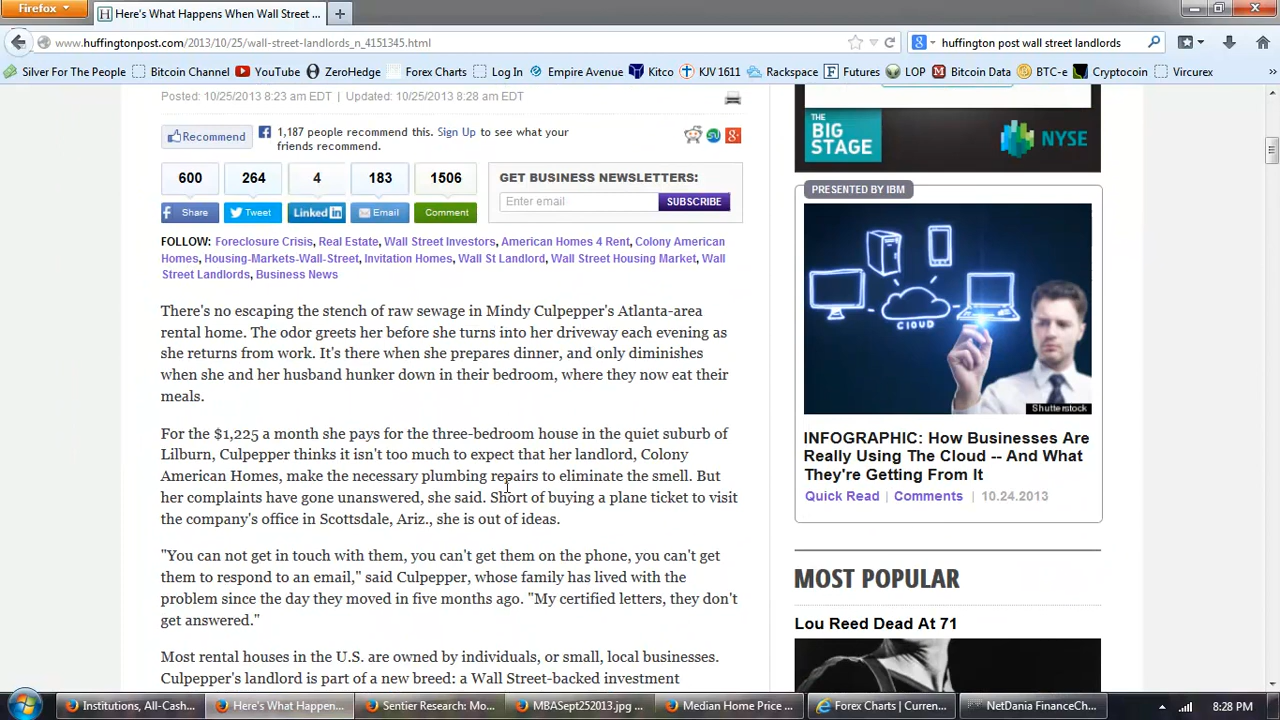 Firefox
Here's What Happens When Wall Street ...
www.huffingtonpost.com/2013/10/25/wall-street-landlords_n_4151345.html
huffington post wall street landlords
Silver For The People
Bitcoin Channel
YouTube
ZeroHedge
Forex Charts
Log In
Empire Avenue
Kitco
KJV 1611
Rackspace
Futures
LOP
Bitcoin Data
BTC-e
Cryptocoin
Vircurex
Posted: 10/25/2013 8:23 am EDT | Updated: 10/25/2013 8:28 am EDT
Recommend
1,187 people recommend this. Sign Up to see what your
friends recommend.
600
264
4
183
1506
Share
Tweet
Linked in
Email
Comment
GET BUSINESS NEWSLETTERS:
Enter email
SUBSCRIBE
FOLLOW: Foreclosure Crisis, Real Estate, Wall Street Investors, American Homes 4 Rent, Colony American
Homes, Housing-Markets-Wall-Street, Invitation Homes, Wall St Landlord, Wall Street Housing Market, Wall
Street Landlords, Business News
There's no escaping the stench of raw sewage in Mindy Culpepper's Atlanta-area
rental home. The odor greets her before she turns into her driveway each evening as
she returns from work. It's there when she prepares dinner, and only diminishes
when she and her husband hunker down in their bedroom, where they now eat their
meals.
For the $1,225 a month she pays for the three-bedroom house in the quiet suburb of
Lilburn, Culpepper thinks it isn't too much to expect that her landlord, Colony
American Homes, make the necessary plumbing repairs to eliminate the smell. But
her complaints have gone unanswered, she said. Short of buying a plane ticket to visit
the company's office in Scottsdale, Ariz., she is out of ideas.
"You can not get in touch with them, you can't get them on the phone, you can't get
them to respond to an email," said Culpepper, whose family has lived with the
problem since the day they moved in five months ago. "My certified letters, they don't
get answered."
Most rental houses in the U.S. are owned by individuals, or small, local businesses.
Culpepper's landlord is part of a new breed: a Wall Street-backed investment
THE
BIG
STAGE
NYSE
PRESENTED BY IBM
CLOUD
Shutterstock
INFOGRAPHIC: How Businesses Are
Really Using The Cloud -- And What
They're Getting From It
Quick Read | Comments | 10.24.2013
MOST POPULAR
Lou Reed Dead At 71
Institutions, All-Cash...
Here's What Happen...
Sentier Research: Mo...
MBASept252013.jpg ...
Median Home Price ...
Forex Charts | Curren...
NetDania FinanceCh...
8:28 PM